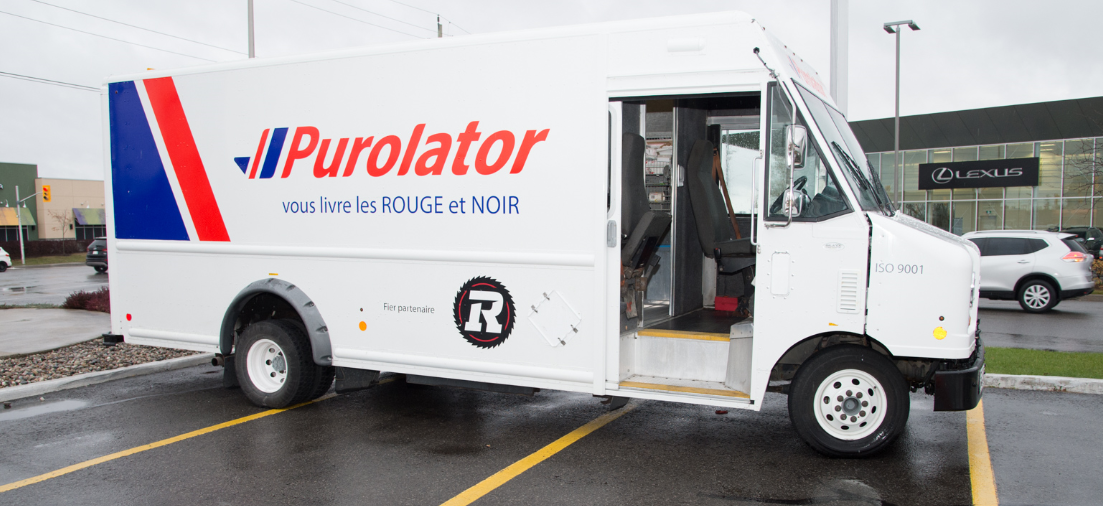 Purolator
vous livre les ROUGE et NOIR
Fier partenaire
R
ISO 9001
LEXUS